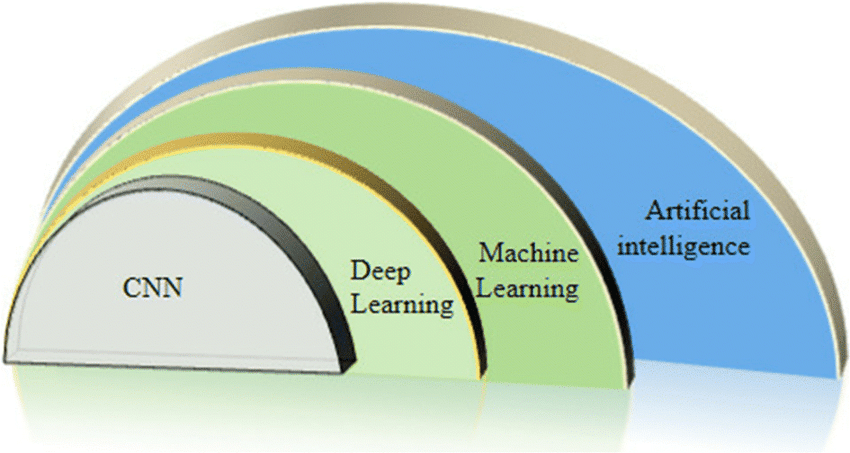 CNN
Deep
Learning
Machine
Learning
Artificial
intelligence